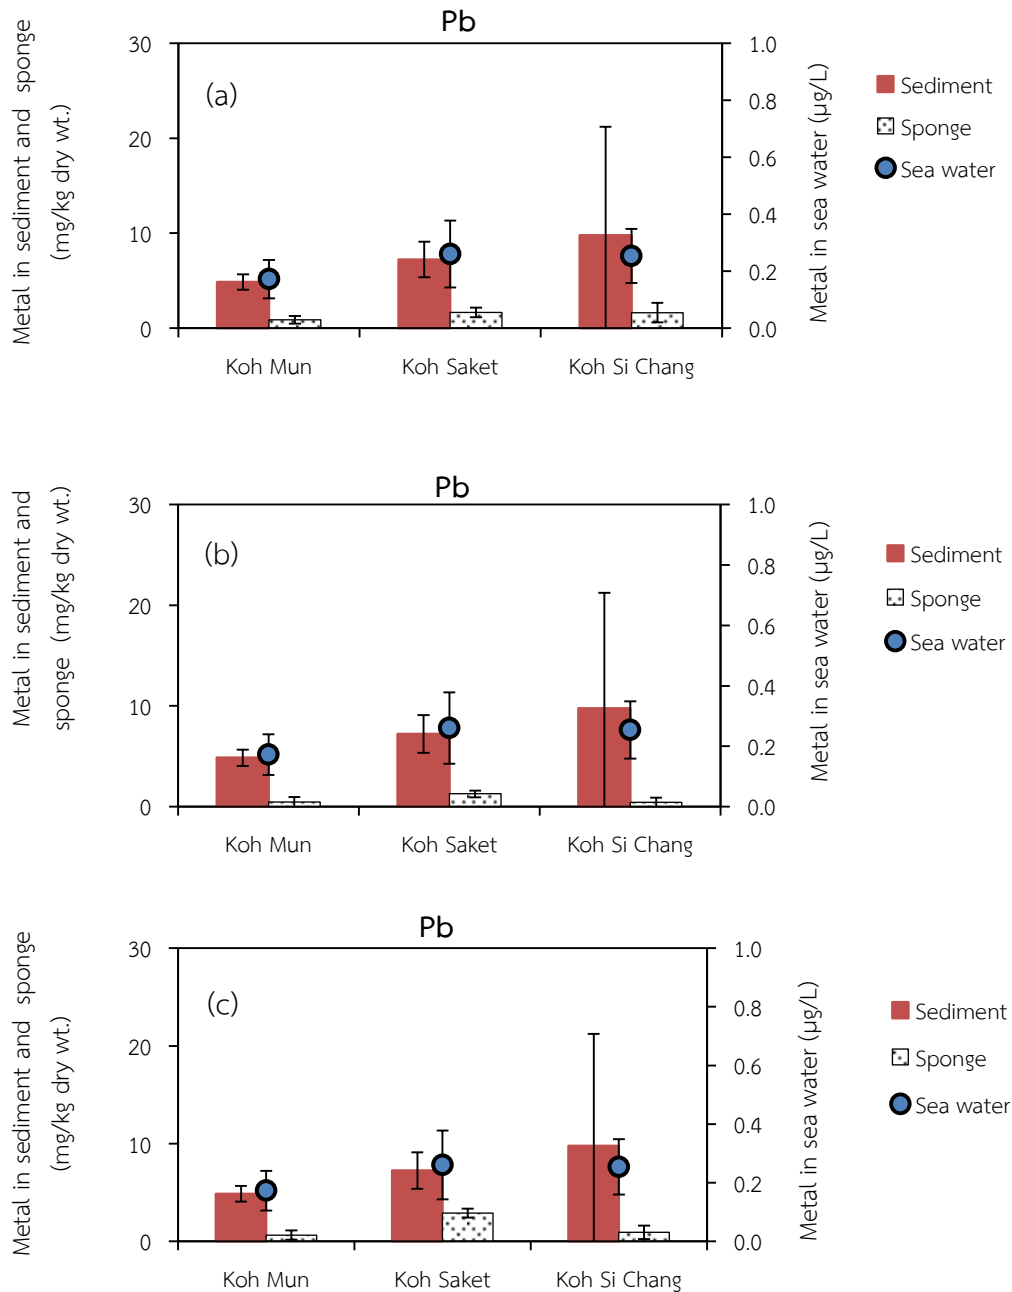 Pb
Metal in sediment and sponge
(mg/kg dry wt.)
30
20
10
0
(a)
1.0
0.8
0.6
0.4
0.2
0.0
Metal in sea water (µg/L)
Sediment
Sponge
Sea water
Koh Mun
Koh Saket
Koh Si Chang
Pb
Metal in sediment and
sponge (mg/kg dry wt.)
30
20
10
0
(b)
1.0
0.8
0.6
0.4
0.2
0.0
Metal in sea water (µg/L)
Sediment
Sponge
Sea water
Koh Mun
Koh Saket
Koh Si Chang
Pb
Metal in sediment and sponge
(mg/kg dry wt.)
30
20
10
0
(c)
1.0
0.8
0.6
0.4
0.2
0.0
Metal in sea water (µg/L)
Sediment
Sponge
Sea water
Koh Mun
Koh Saket
Koh Si Chang